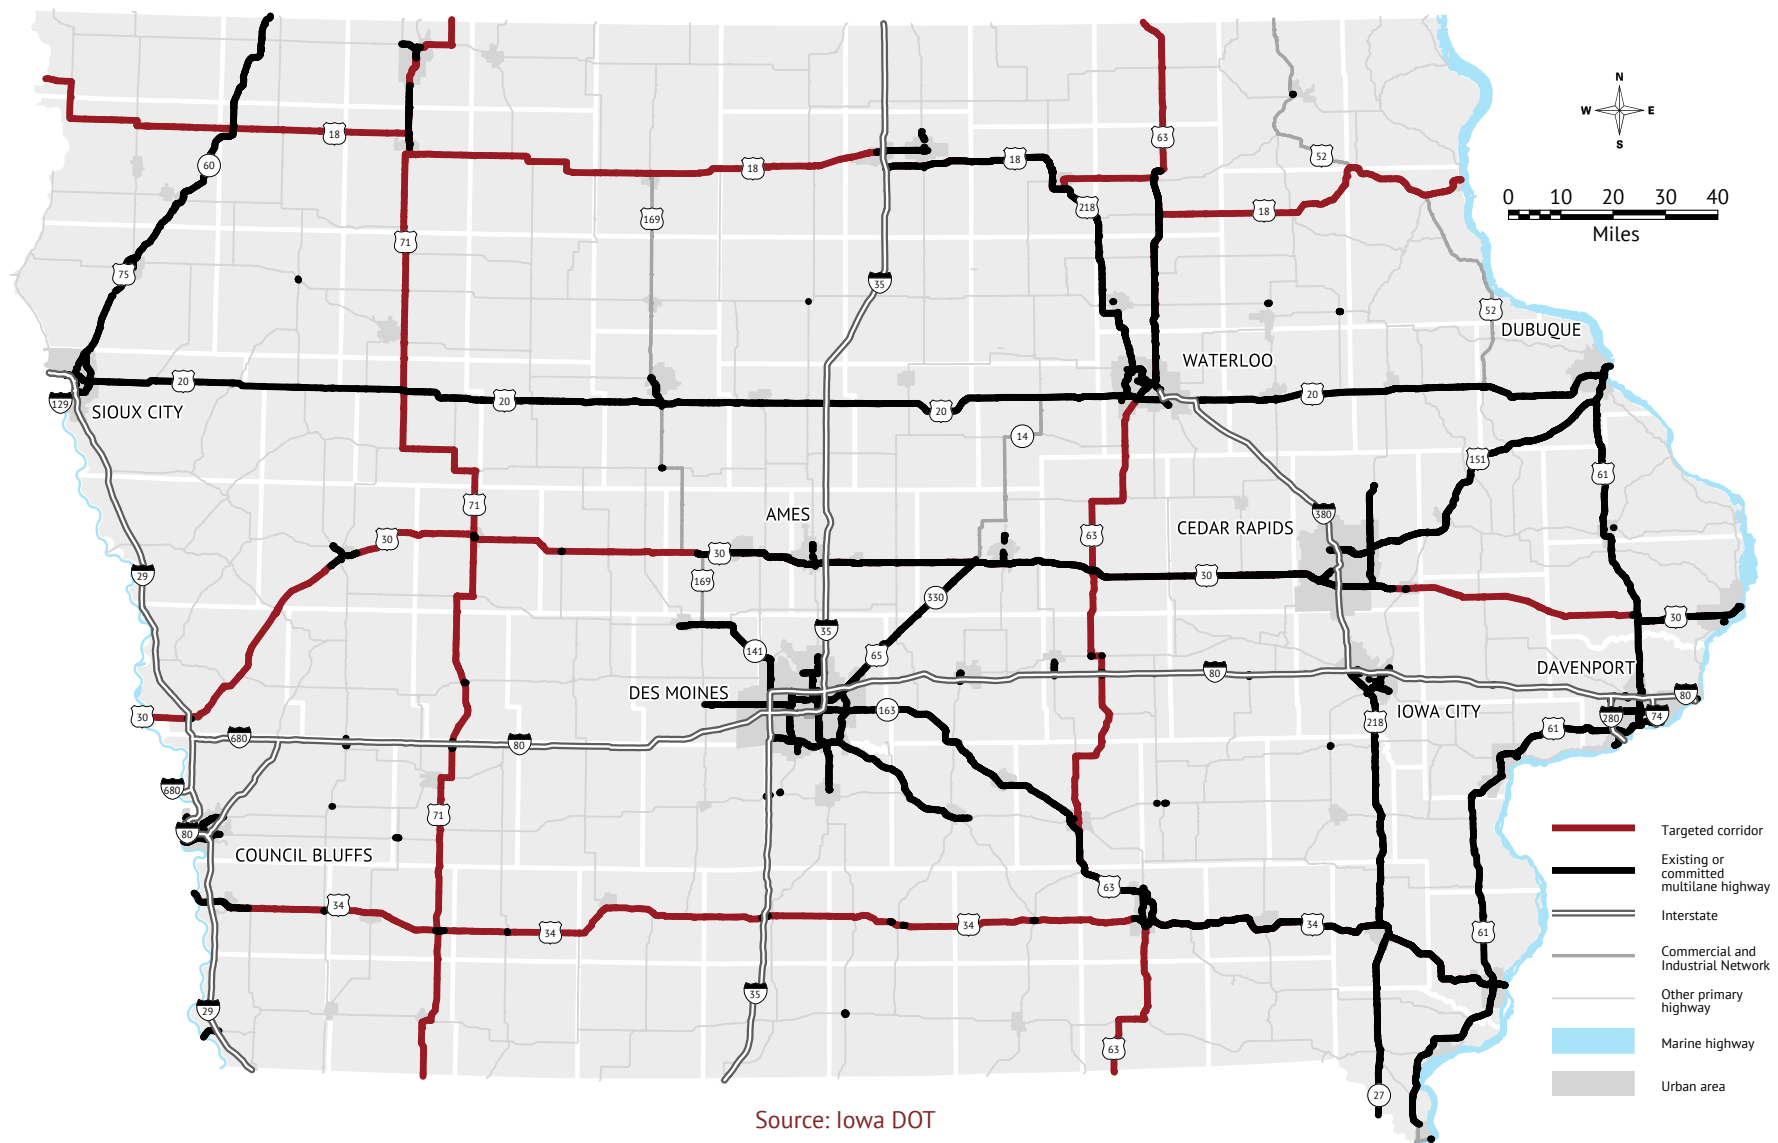 N
W
E
S
0 10 20 30 40
Miles
18
63
52
60
18
18
218
169
18
71
75
35
52
DUBUQUE
WATERLOO
20
20
20
20
129
SIOUX CITY
14
151
61
71
AMES
380
CEDAR RAPIDS
63
30
30
29
169
30
330
30
35
141
65
DAVENPORT
80
DES MOINES
80
163
IOWA CITY
30
218
280
74
61
680
80
680
71
80
COUNCIL BLUFFS
63
34
34
34
34
61
35
29
63
27
Targeted corridor
Existing or
committed
multilane highway
Interstate
Commercial and
Industrial Network
Other primary
highway
Marine highway
Urban area
Source: Iowa DOT